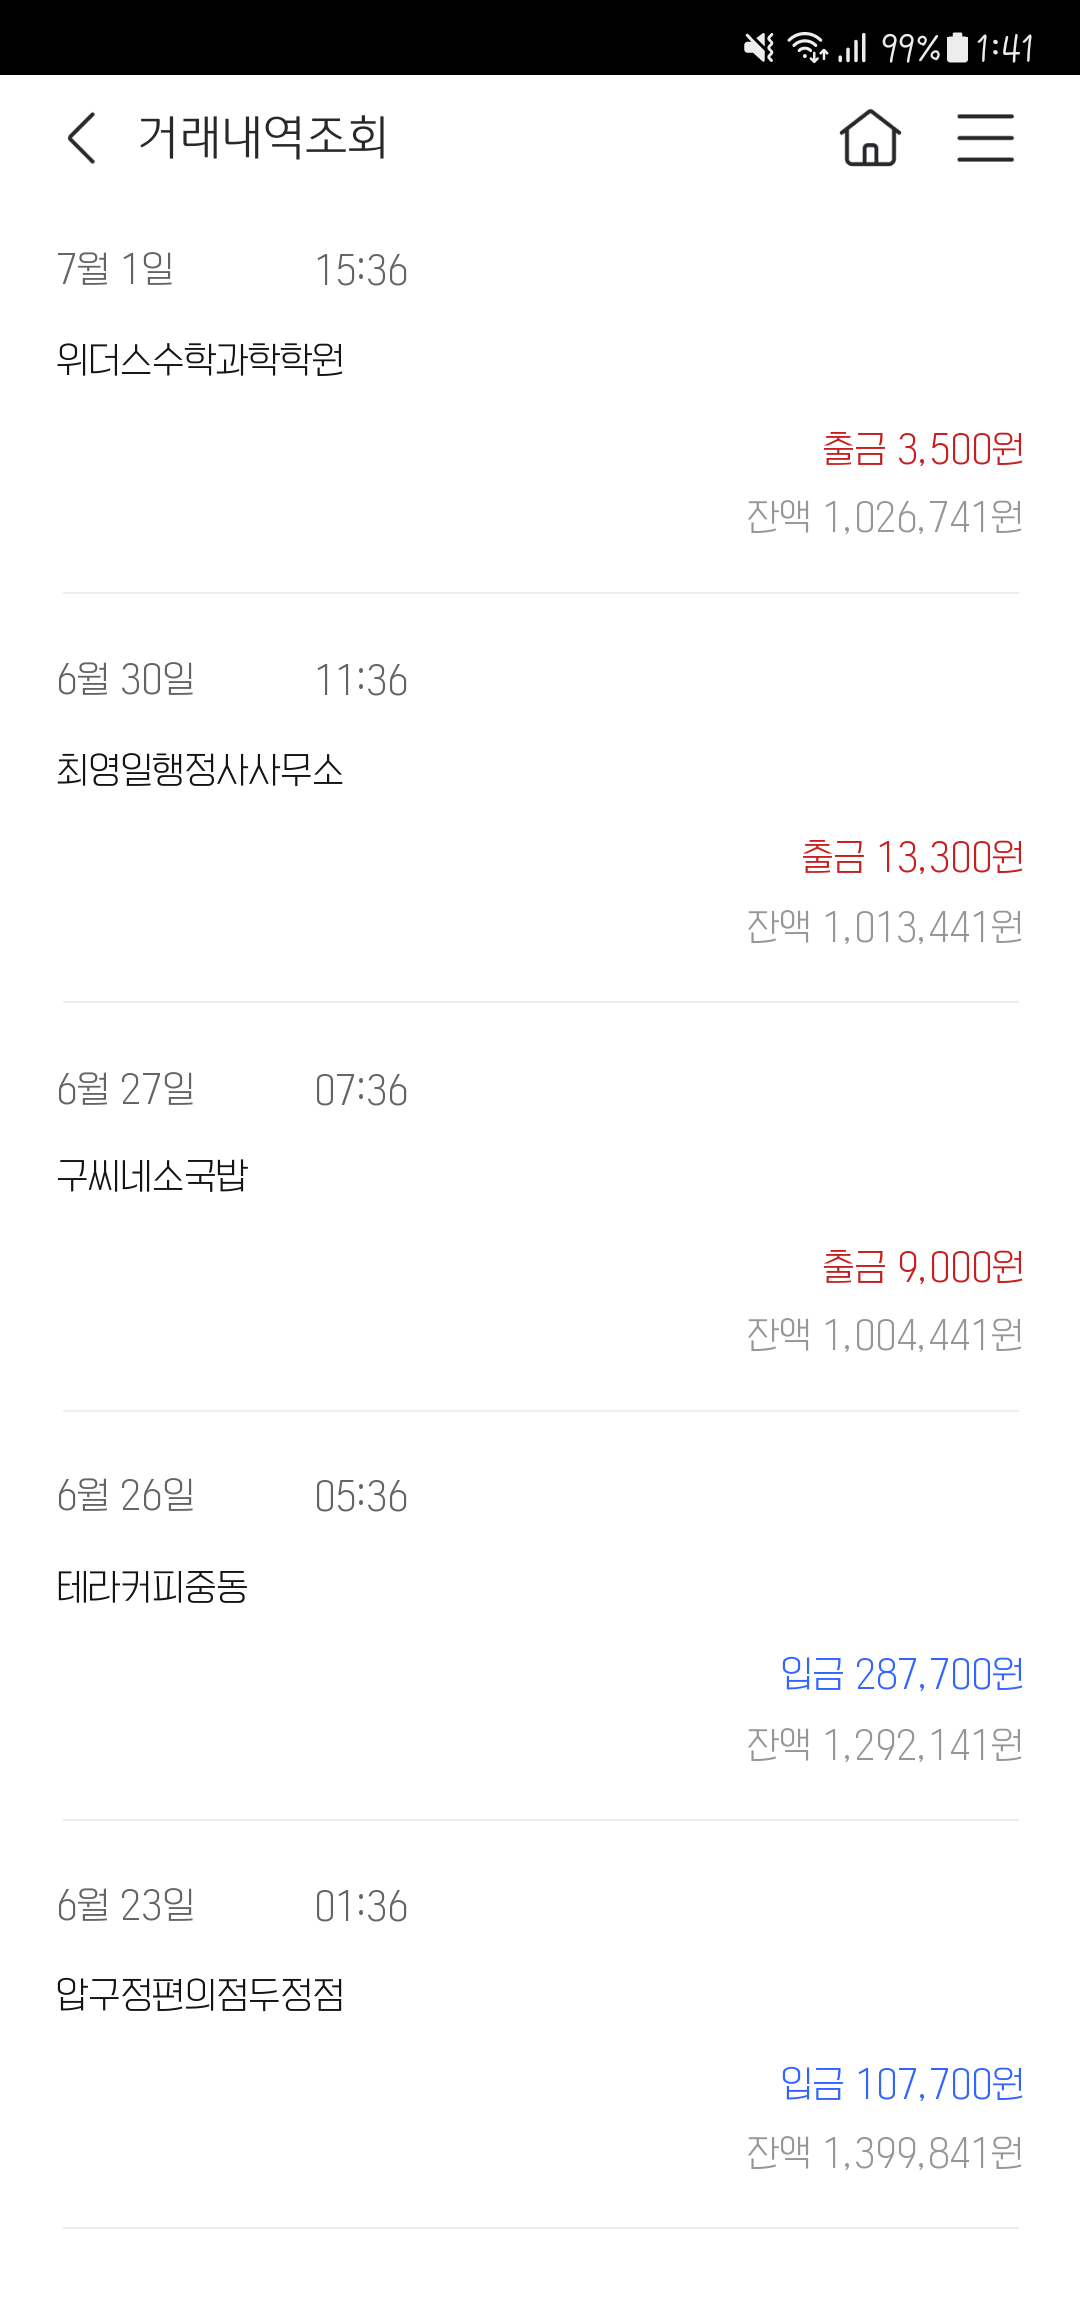 99% 1:41
거래내역조회
7월 1일 15:36
위더스수학과학학원
출금 3,500원
잔액 1,026,741원
6월 30일 11:36
최영일행정사사무소
출금 13,300원
잔액 1,013,441원
6월 27일 07:36
구씨네소국밥
출금 9,000원
잔액 1,004,441원
6월 26일 05:36
테라커피중동
입금 287,700원
잔액 1,292,141원
6월 23일 01:36
압구정편의점두정점
입금 107,700원
잔액 1,399,841원